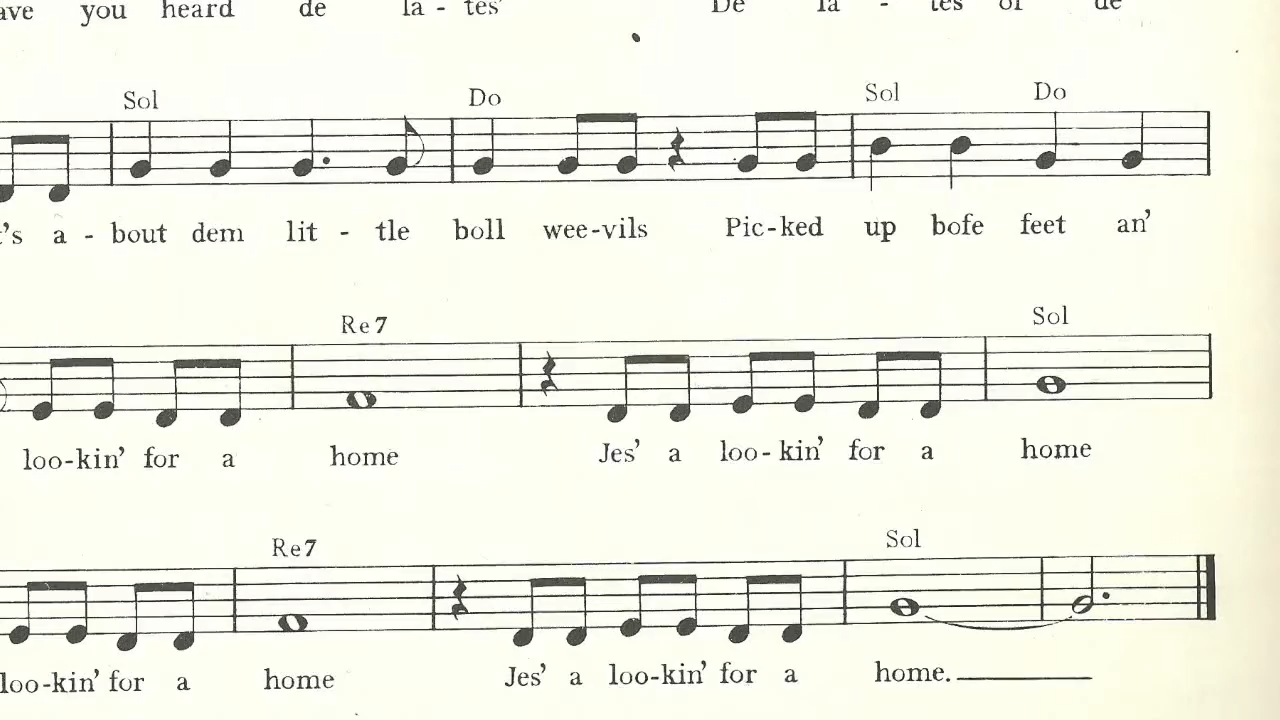 ave you heard de la - tes' De la - tes of de
Sol Do Sol Do
t's a - bout dem lit - tle boll wee-vils Pic-ked up bofe feet an'
Re7 Sol
loo-kin' for a home Jes' a loo-kin' for a home
Re7 Sol
loo-kin' for a home Jes' a loo-kin' for a home.